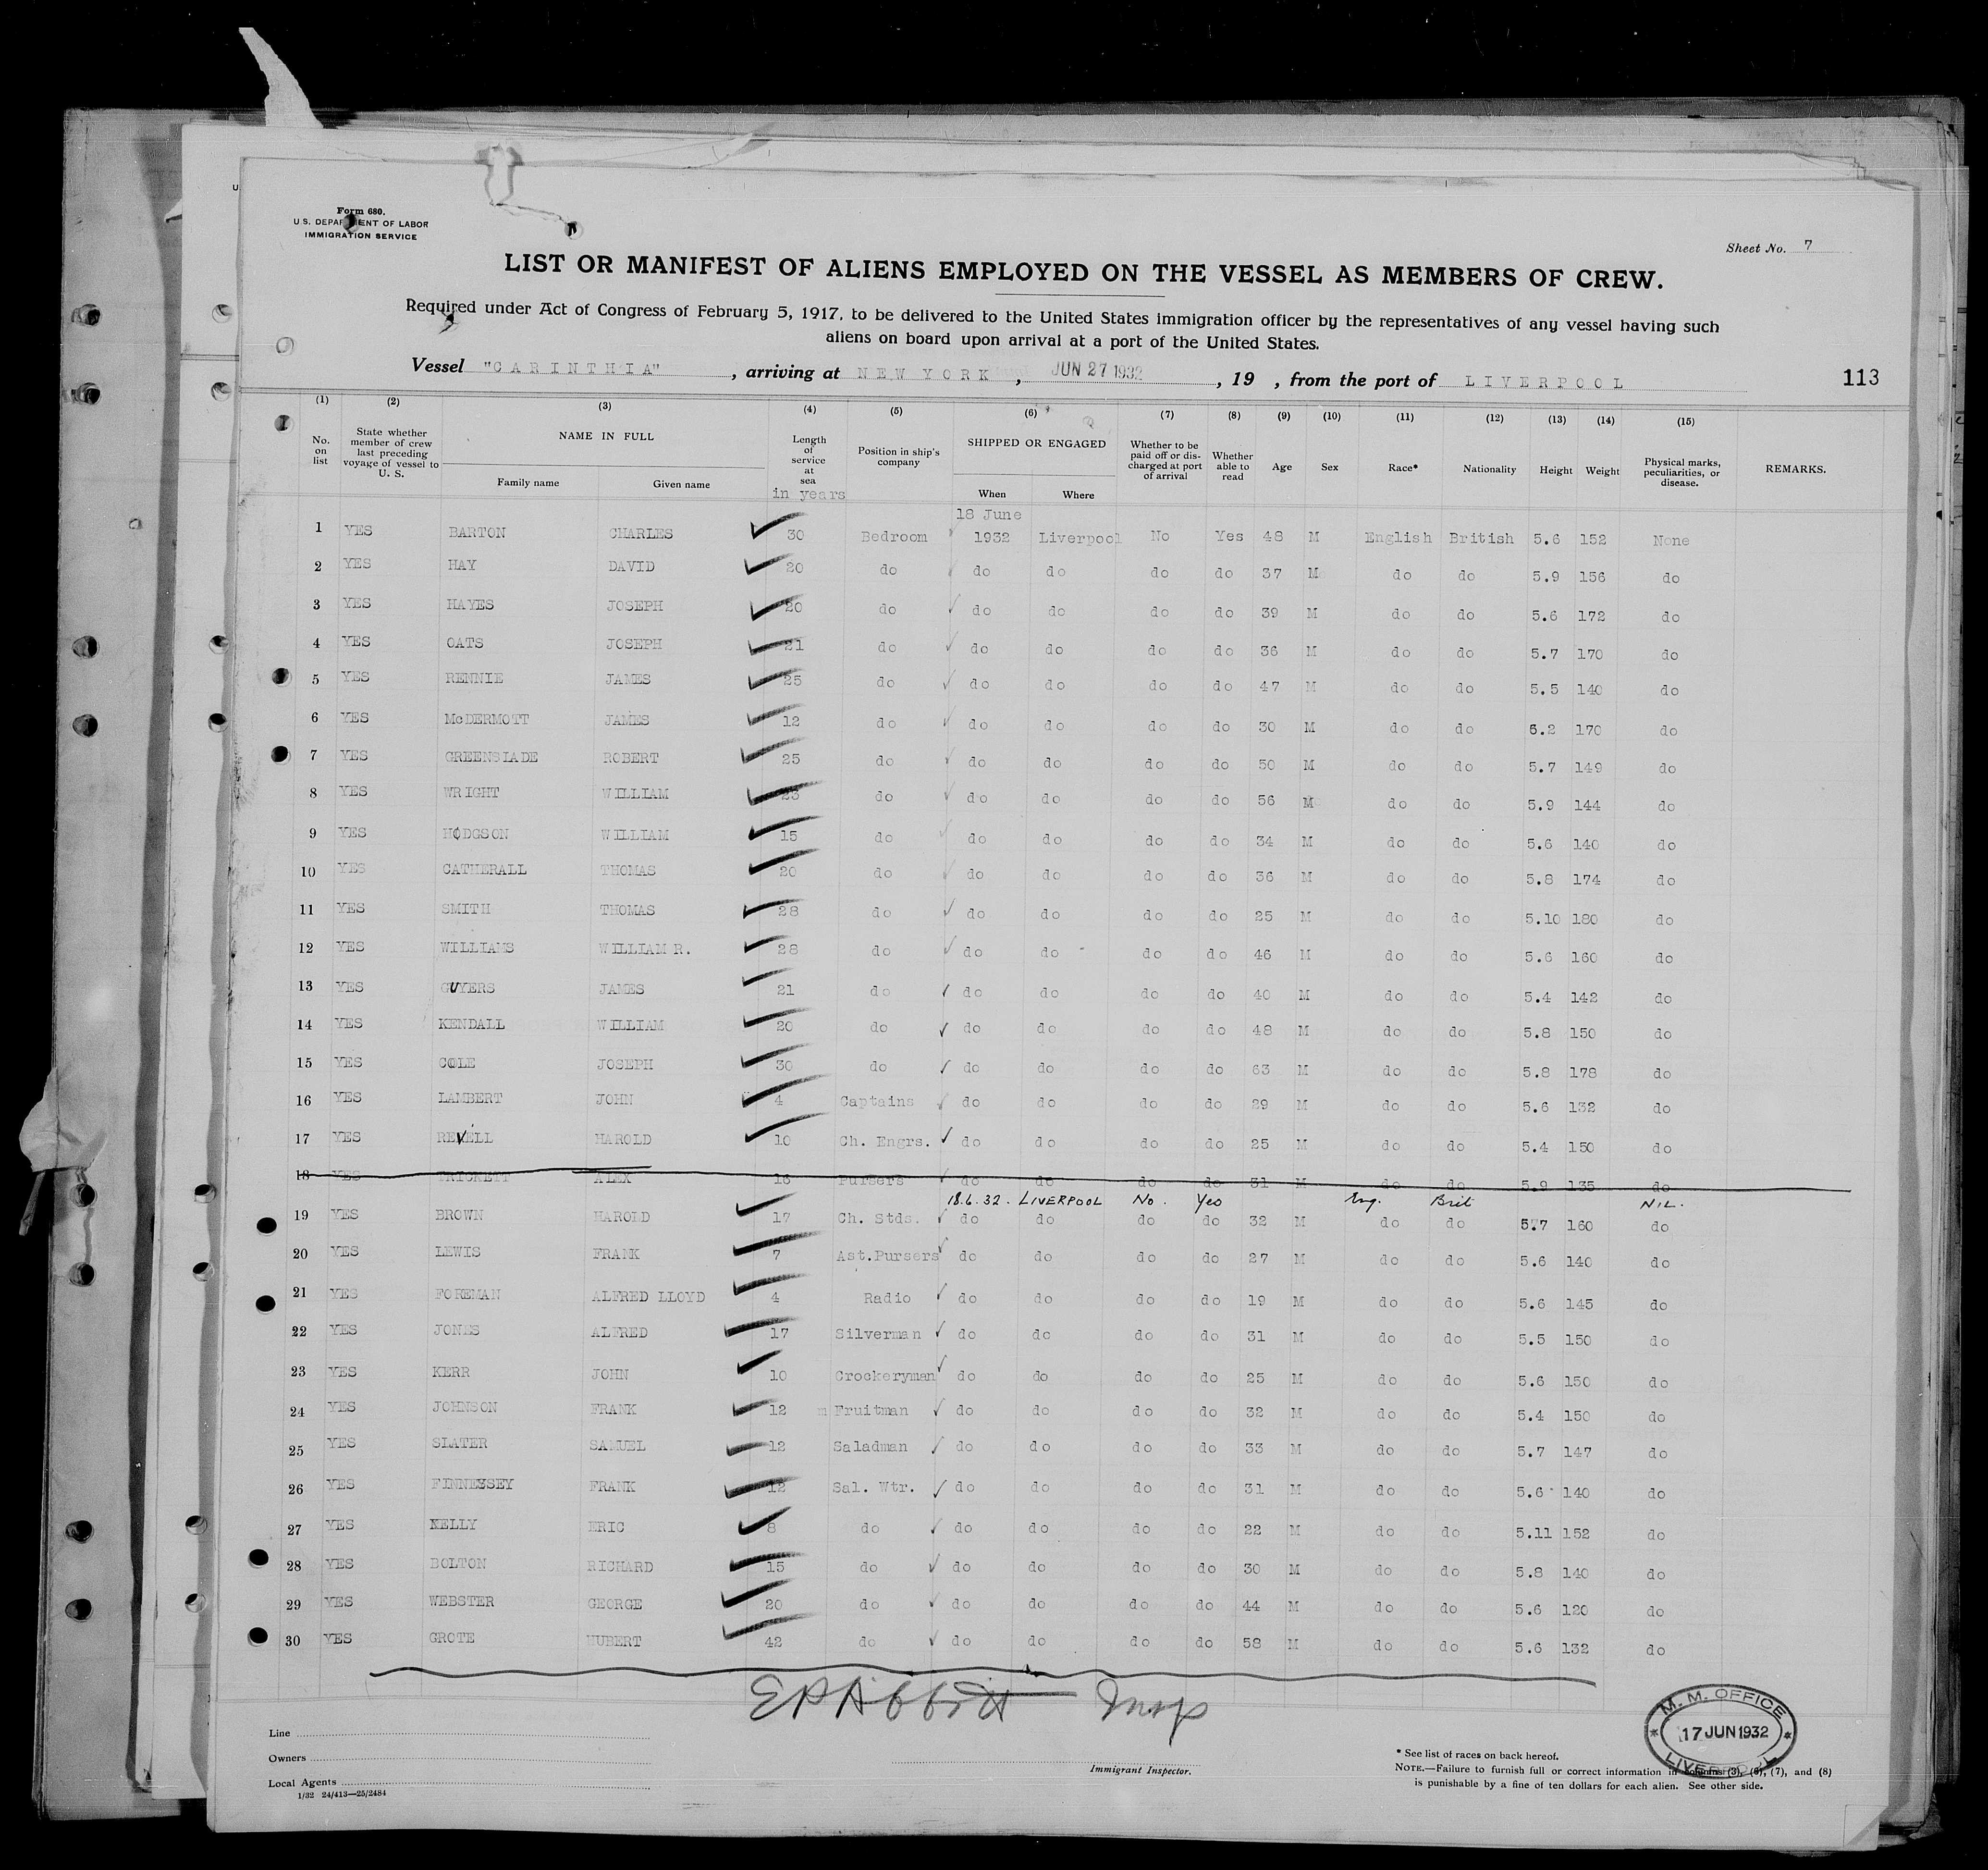 Form 680.
U.S. DEPARTMENT OF LABOR
IMMIGRATION SERVICE
Sheet No. 7
LIST OR MANIFEST OF ALIENS EMPLOYED ON THE VESSEL AS MEMBERS OF CREW.
Required under Act of Congress of February 5, 1917, to be delivered to the United States immigration officer by the representatives of any vessel having such
aliens on board upon arrival at a port of the United States.
Vessel "CARINTHIA", arriving at NEW YORK, JUN 27 1932, 19 , from the port of LIVERPOOL
113
(1) (2) (3) (4) (5) (6) (7) (8) (9) (10) (11) (12) (13) (14) (15)
No. on list State whether member of crew last preceding voyage of vessel to U. S. NAME IN FULL Family name Given name Length of service at sea in years Position in ship's company SHIPPED OR ENGAGED When Where Whether to be paid off or discharged at port of arrival Whether able to read Age Sex Race* Nationality Height Weight Physical marks, peculiarities, or disease. REMARKS.
1 YES BARTON CHARLES 30 Bedroom 18 June 1932 Liverpool No Yes 48 M English British 5.6 152 None
2 YES HAY DAVID 20 do do do do do 37 M do do 5.9 156 do
3 YES HAYES JOSEPH 20 do do do do do 39 M do do 5.6 172 do
4 YES OATS JOSEPH 21 do do do do do 36 M do do 5.7 170 do
5 YES RENNIE JAMES 25 do do do do do 47 M do do 5.5 140 do
6 YES McDERMOTT JAMES 12 do do do do do 30 M do do 6.2 170 do
7 YES GREENSLADE ROBERT 25 do do do do do 50 M do do 5.7 149 do
8 YES WRIGHT WILLIAM 23 do do do do do 56 M do do 5.9 144 do
9 YES HODGSON WILLIAM 15 do do do do do 34 M do do 5.6 140 do
10 YES CATHERALL THOMAS 20 do do do do do 36 M do do 5.8 174 do
11 YES SMITH THOMAS 28 do do do do do 25 M do do 5.10 180 do
12 YES WILLIAMS WILLIAM R. 28 do do do do do 46 M do do 5.6 160 do
13 YES GUYERS JAMES 21 do do do do do 40 M do do 5.4 142 do
14 YES KENDALL WILLIAM 20 do do do do do 48 M do do 5.8 150 do
15 YES COLE JOSEPH 30 do do do do do 63 M do do 5.8 178 do
16 YES LAMBERT JOHN 4 Captains do do do do 29 M do do 5.6 132 do
17 YES REVELL HAROLD 10 Ch. Engrs. do do do do 25 M do do 5.4 150 do
18 YES PRICKETT ALEX 16 Pursers do do do do 31 M do do 5.9 135 do
18.6.32. LIVERPOOL No. Yes Eng. Brit NIL.
19 YES BROWN HAROLD 17 Ch. Stds. do do do do 32 M do do 5.7 160 do
20 YES LEWIS FRANK 7 Ast.Pursers do do do do 27 M do do 5.6 140 do
21 YES FOREMAN ALFRED LLOYD 4 Radio do do do do 19 M do do 5.6 145 do
22 YES JONES ALFRED 17 Silverman do do do do 31 M do do 5.5 150 do
23 YES KERR JOHN 10 Crockeryman do do do do 25 M do do 5.6 150 do
24 YES JOHNSON FRANK 12 Fruitman do do do do 32 M do do 5.4 150 do
25 YES SLATER SAMUEL 12 Saladman do do do do 33 M do do 5.7 147 do
26 YES FINNESSEY FRANK 12 Sal. Wtr. do do do do 31 M do do 5.6 140 do
27 YES KELLY ERIC 8 do do do do do 22 M do do 5.11 152 do
28 YES BOLTON RICHARD 15 do do do do do 30 M do do 5.8 140 do
29 YES WEBSTER GEORGE 20 do do do do do 44 M do do 5.6 120 do
30 YES GROTE HUBERT 42 do do do do do 58 M do do 5.6 132 do
Line
Owners
Local Agents
1/32 24/413—25/2484
Immigrant Inspector.
M. M. OFFICE
17 JUN 1932
LIVERPOOL
* See list of races on back hereof.
NOTE.—Failure to furnish full or correct information in columns (3), (6), (7), and (8)
is punishable by a fine of ten dollars for each alien. See other side.